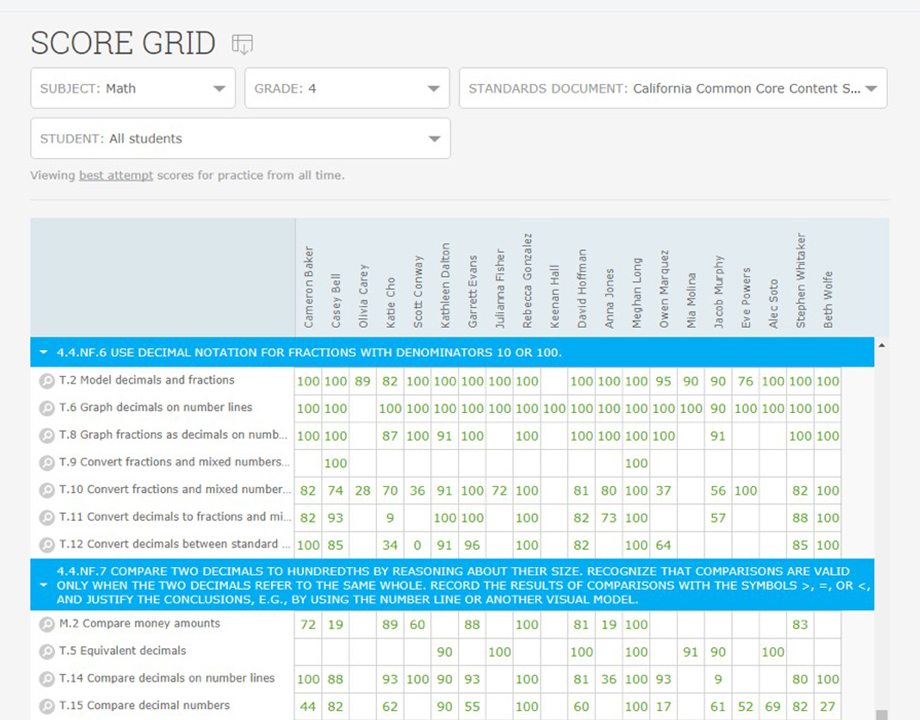 SCORE GRID
SUBJECT: Math GRADE: 4 STANDARDS DOCUMENT: California Common Core Content S...
STUDENT: All students
Viewing best attempt scores for practice from all time.
Cameron Baker Casey Bell Olivia Carey Katie Cho Scott Conway Kathleen Dalton Garrett Evans Julianna Fisher Rebecca Gonzalez Keenan Hall David Hoffman Anna Jones Meghan Long Owen Marquez Mia Molina Jacob Murphy Eve Powers Alec Soto Stephen Whitaker Beth Wolfe
4.4.NF.6 USE DECIMAL NOTATION FOR FRACTIONS WITH DENOMINATORS 10 OR 100.
T.2 Model decimals and fractions 100 100 89 82 100 100 100 100 100 100 100 100 95 90 90 76 100 100 100
T.6 Graph decimals on number lines 100 100 100 100 100 100 100 100 100 100 100 100 100 100 90 100 100 100 100
T.8 Graph fractions as decimals on numb... 100 100 87 100 91 100 100 100 100 100 100 91 100 100
T.9 Convert fractions and mixed numbers... 100 100
T.10 Convert fractions and mixed number... 82 74 28 70 36 91 100 72 100 81 80 100 37 56 100 82 100
T.11 Convert decimals to fractions and mi... 82 93 9 100 100 100 82 73 100 57 88 100
T.12 Convert decimals between standard ... 100 85 34 0 91 96 100 82 100 64 85 100
4.4.NF.7 COMPARE TWO DECIMALS TO HUNDREDTHS BY REASONING ABOUT THEIR SIZE. RECOGNIZE THAT COMPARISONS ARE VALID
ONLY WHEN THE TWO DECIMALS REFER TO THE SAME WHOLE. RECORD THE RESULTS OF COMPARISONS WITH THE SYMBOLS >, =, OR <,
AND JUSTIFY THE CONCLUSIONS, E.G., BY USING THE NUMBER LINE OR ANOTHER VISUAL MODEL.
M.2 Compare money amounts 72 19 89 60 88 100 81 19 100 83
T.5 Equivalent decimals 90 100 100 100 91 90 100
T.14 Compare decimals on number lines 100 88 93 100 90 93 100 81 36 100 93 9 80 100
T.15 Compare decimal numbers 44 82 62 90 55 100 60 100 17 61 52 69 82 27